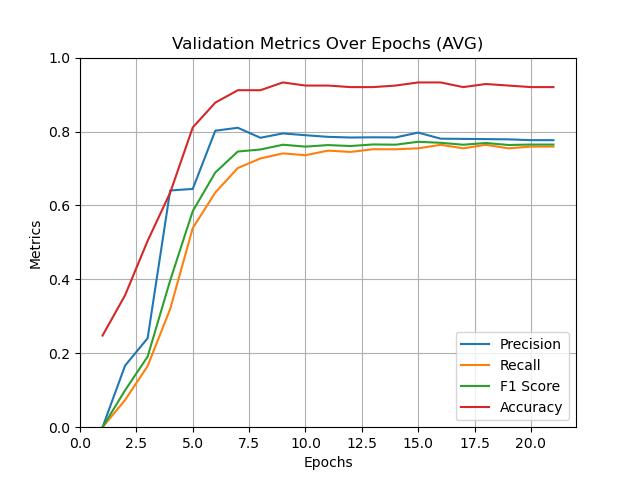 Validation Metrics Over Epochs (AVG)
1.0
0.8
0.6
0.4
0.2
0.0
Metrics
0.0 2.5 5.0 7.5 10.0 12.5 15.0 17.5 20.0
Epochs
Precision
Recall
F1 Score
Accuracy